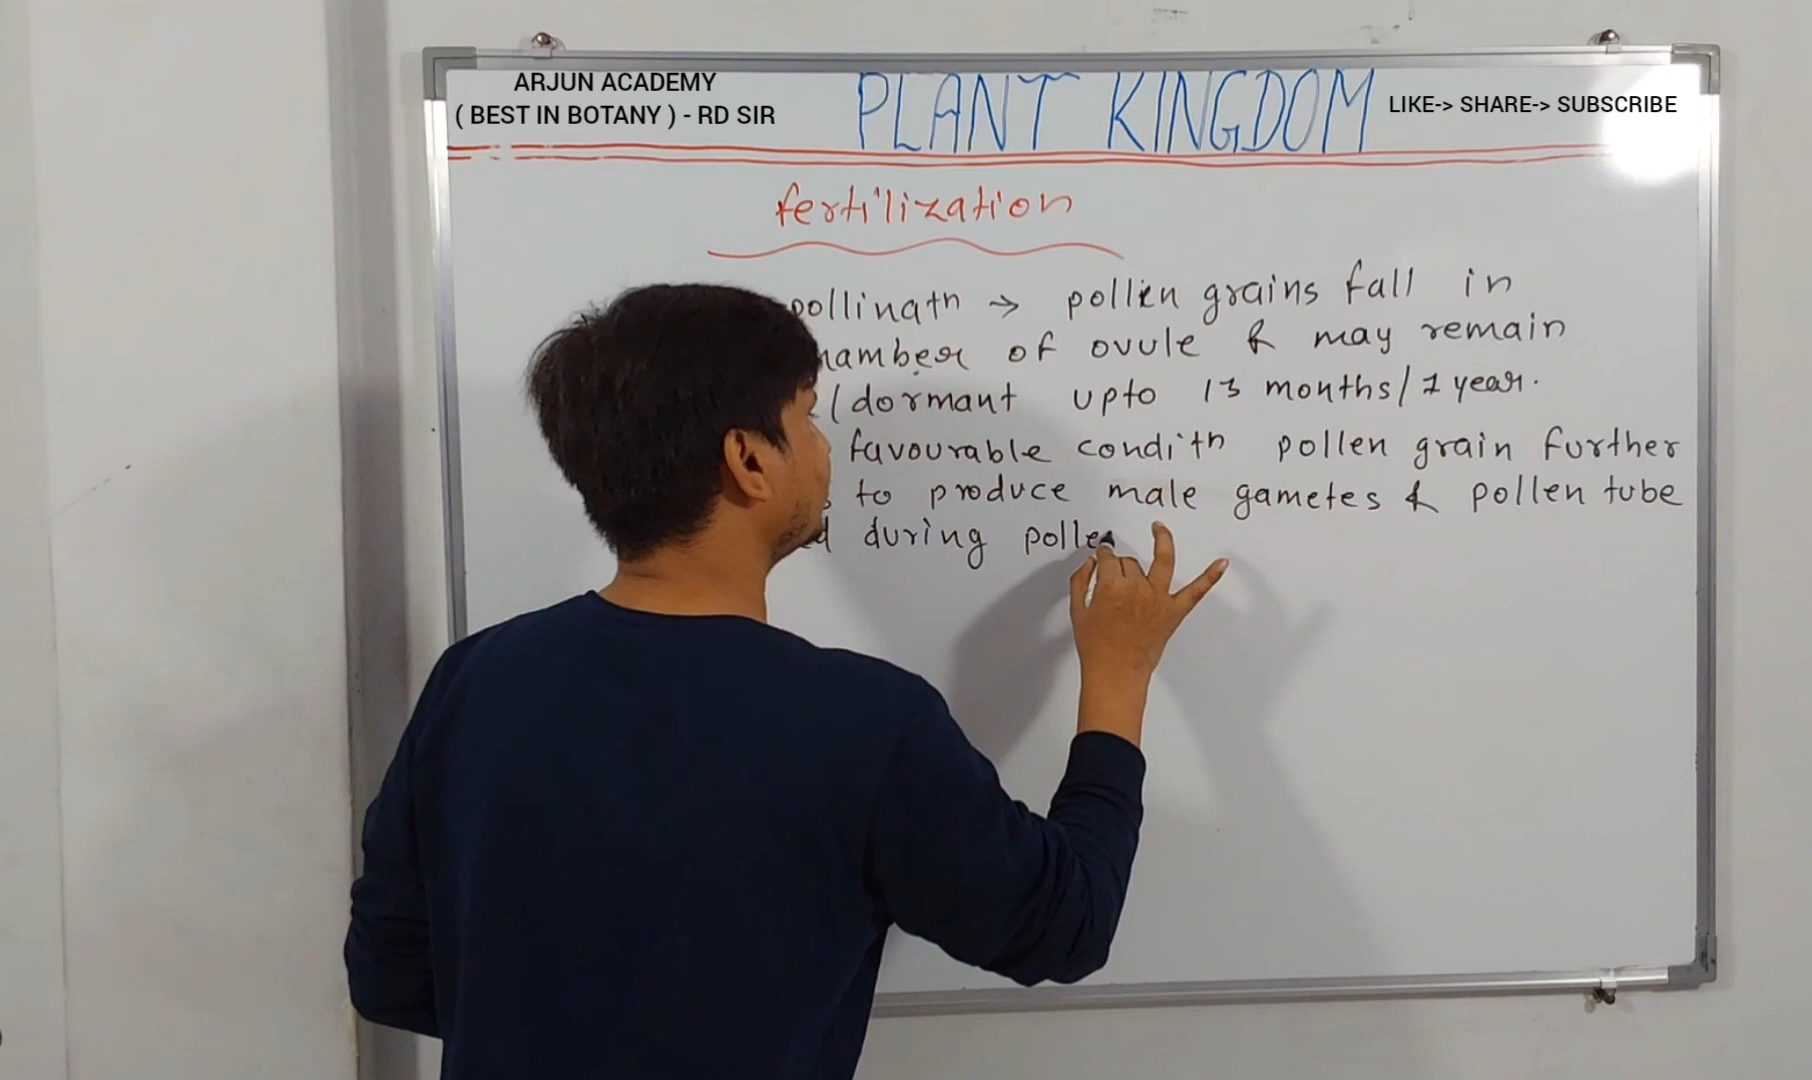 ARJUN ACADEMY
( BEST IN BOTANY ) - RD SIR
PLANT KINGDOM
LIKE-> SHARE-> SUBSCRIBE
fertilization
pollinatn → pollen grains fall in
of ovule & may remain
/dormant upto 13 months/1 year.
favourable conditn pollen grain further
to produce male gametes & pollen tube
during polle